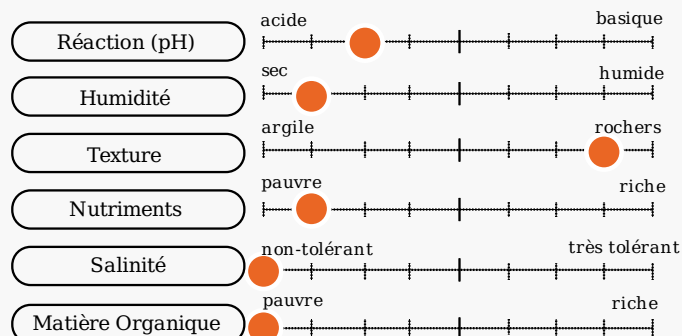 Réaction (pH)
acide
basique
Humidité
sec
humide
Texture
argile
rochers
Nutriments
pauvre
riche
Salinité
non-tolérant
très tolérant
Matière Organique
pauvre
riche